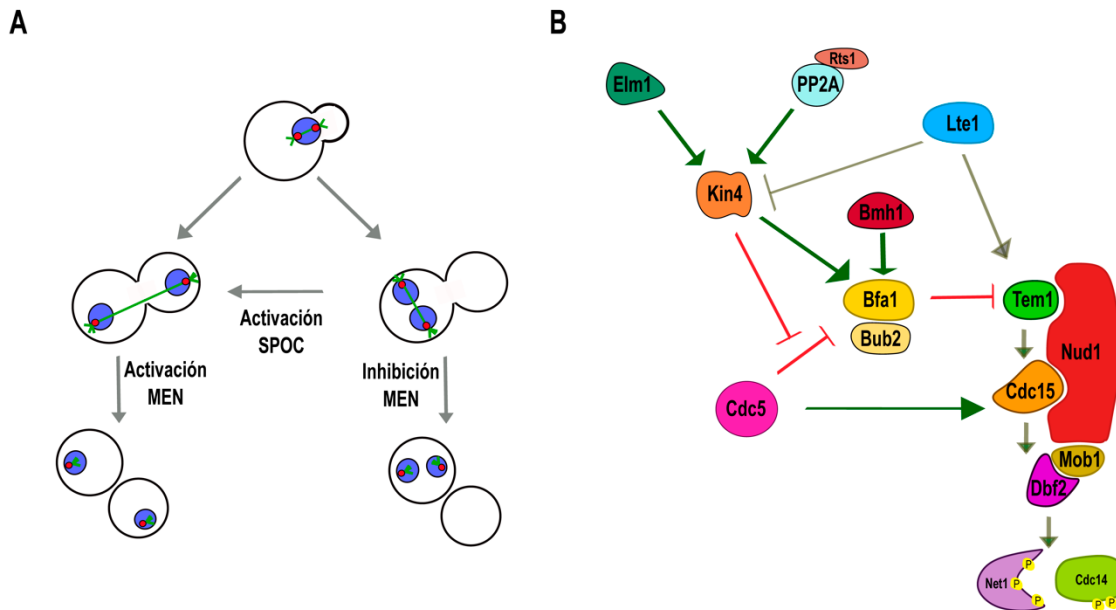 A
Activación
SPOC
Activación
MEN
Inhibición
MEN
B
Elm1
Rts1
PP2A
Lte1
Kin4
Bmh1
Bfa1
Bub2
Tem1
Nud1
Cdc5
Cdc15
Mob1
Dbf2
Net1
P
P
P
Cdc14
P
P